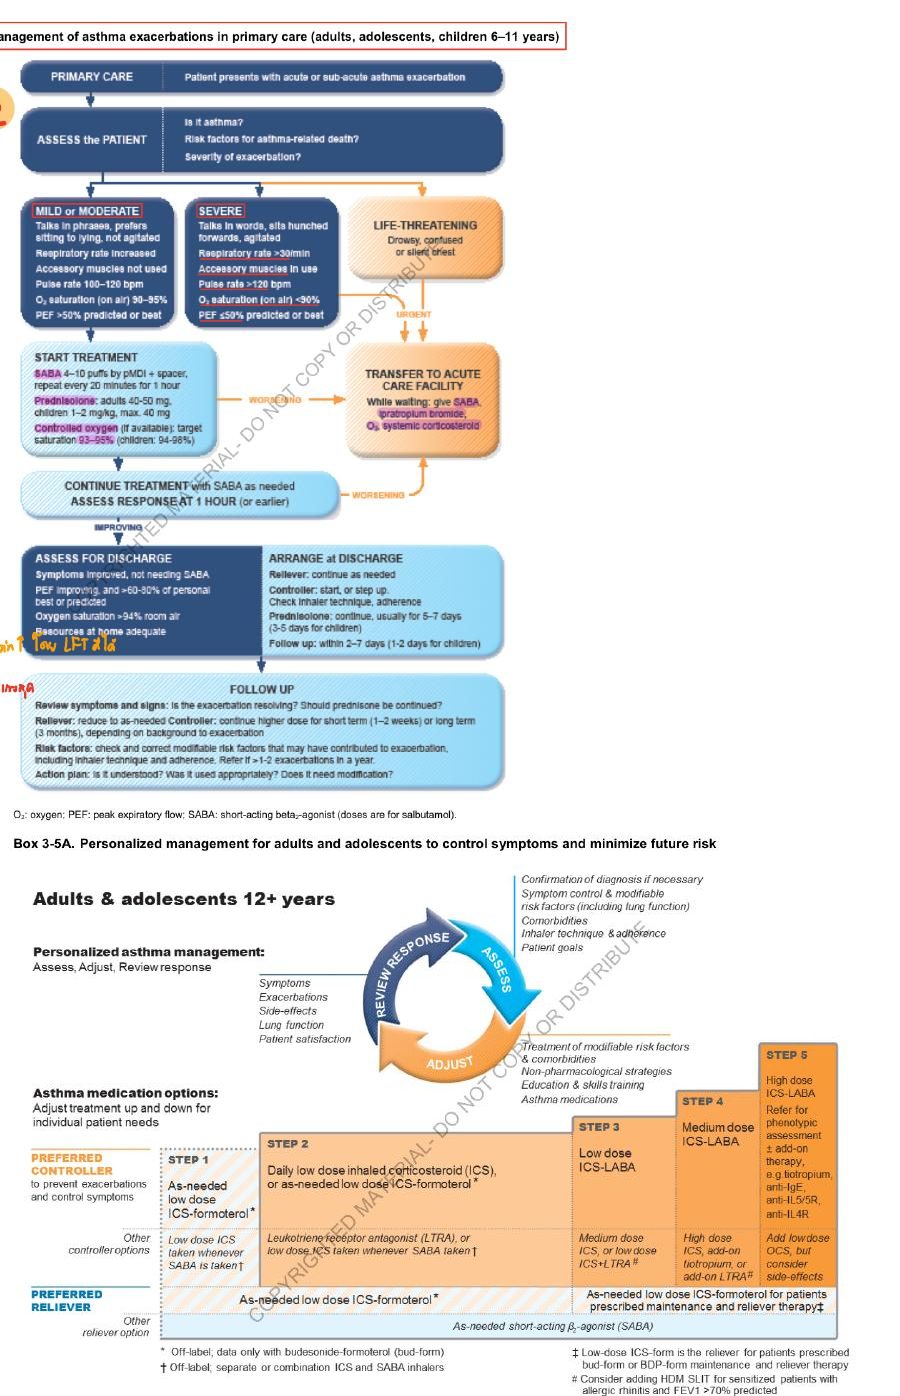 anagement of asthma exacerbations in primary care (adults, adolescents, children 6–11 years)
PRIMARY CARE
Patient presents with acute or sub-acute asthma exacerbation
ASSESS the PATIENT
Is it asthma?
Risk factors for asthma-related death?
Severity of exacerbation?
MILD or MODERATE
Talks in phrases, prefers
sitting to lying, not agitated
Respiratory rate increased
Accessory muscles not used
Pulse rate 100–120 bpm
O₂ saturation (on air) 90–95%
PEF >50% predicted or best
SEVERE
Talks in words, sits hunched
forwards, agitated
Respiratory rate >30/min
Accessory muscles in use
Pulse rate >120 bpm
O₂ saturation (on air) <90%
PEF ≤50% predicted or best
LIFE-THREATENING
Drowsy, confused
or silent chest
URGENT
START TREATMENT
SABA 4–10 puffs by pMDI + spacer,
repeat every 20 minutes for 1 hour
Prednisolone: adults 40-50 mg,
children 1–2 mg/kg, max. 40 mg
Controlled oxygen (if available): target
saturation 93–95% (children: 94-98%)
WORSENING
TRANSFER TO ACUTE
CARE FACILITY
While waiting: give SABA,
ipratropium bromide,
O₂, systemic corticosteroid
CONTINUE TREATMENT with SABA as needed
ASSESS RESPONSE AT 1 HOUR (or earlier)
WORSENING
IMPROVING
ASSESS FOR DISCHARGE
Symptoms improved, not needing SABA
PEF improving, and >60-80% of personal
best or predicted
Oxygen saturation >94% room air
Resources at home adequate
ARRANGE at DISCHARGE
Reliever: continue as needed
Controller: start, or step up.
Check inhaler technique, adherence
Prednisolone: continue, usually for 5–7 days
(3-5 days for children)
Follow up: within 2–7 days (1-2 days for children)
FOLLOW UP
Review symptoms and signs: Is the exacerbation resolving? Should prednisone be continued?
Reliever: reduce to as-needed Controller: continue higher dose for short term (1–2 weeks) or long term
(3 months), depending on background to exacerbation
Risk factors: check and correct modifiable risk factors that may have contributed to exacerbation,
including inhaler technique and adherence. Refer if >1-2 exacerbations in a year.
Action plan: Is it understood? Was it used appropriately? Does it need modification?
COPYRIGHTED MATERIAL- DO NOT COPY OR DISTRIBUTE
O₂: oxygen; PEF: peak expiratory flow; SABA: short-acting beta₂-agonist (doses are for salbutamol).
Box 3-5A. Personalized management for adults and adolescents to control symptoms and minimize future risk
Adults & adolescents 12+ years
Personalized asthma management:
Assess, Adjust, Review response
Confirmation of diagnosis if necessary
Symptom control & modifiable
risk factors (including lung function)
Comorbidities
Inhaler technique & adherence
Patient goals
REVIEW RESPONSE
ASSESS
ADJUST
Symptoms
Exacerbations
Side-effects
Lung function
Patient satisfaction
Treatment of modifiable risk factors
& comorbidities
Non-pharmacological strategies
Education & skills training
Asthma medications
Asthma medication options:
Adjust treatment up and down for
individual patient needs
PREFERRED
CONTROLLER
to prevent exacerbations
and control symptoms
STEP 1
As-needed
low dose
ICS-formoterol *
STEP 2
Daily low dose inhaled corticosteroid (ICS),
or as-needed low dose ICS-formoterol *
STEP 3
Low dose
ICS-LABA
STEP 4
Medium dose
ICS-LABA
STEP 5
High dose
ICS-LABA
Refer for
phenotypic
assessment
± add-on
therapy,
e.g.tiotropium,
anti-IgE,
anti-IL5/5R,
anti-IL4R
Other
controller options
Low dose ICS
taken whenever
SABA is taken †
Leukotriene receptor antagonist (LTRA), or
low dose ICS taken whenever SABA taken †
Medium dose
ICS, or low dose
ICS+LTRA #
High dose
ICS, add-on
tiotropium, or
add-on LTRA #
Add low dose
OCS, but
consider
side-effects
PREFERRED
RELIEVER
As-needed low dose ICS-formoterol *
As-needed low dose ICS-formoterol for patients
prescribed maintenance and reliever therapy‡
Other
reliever option
As-needed short-acting β₂-agonist (SABA)
COPYRIGHTED MATERIAL- DO NOT COPY OR DISTRIBUTE
* Off-label; data only with budesonide-formoterol (bud-form)
† Off-label; separate or combination ICS and SABA inhalers
‡ Low-dose ICS-form is the reliever for patients prescribed
bud-form or BDP-form maintenance and reliever therapy
# Consider adding HDM SLIT for sensitized patients with
allergic rhinitis and FEV1 >70% predicted